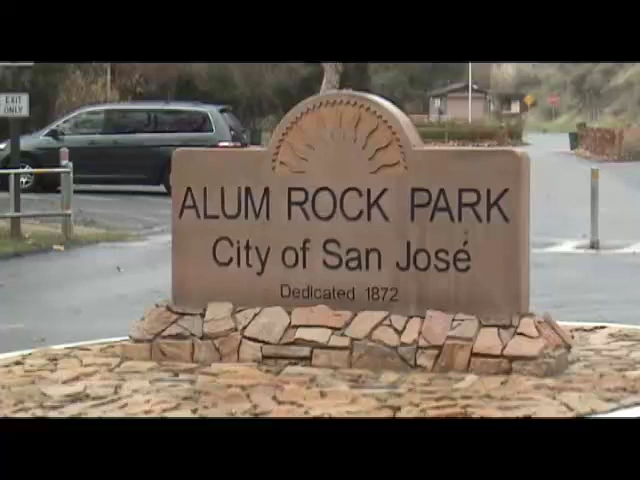 EXIT
ONLY
ALUM ROCK PARK
City of San José
Dedicated 1872